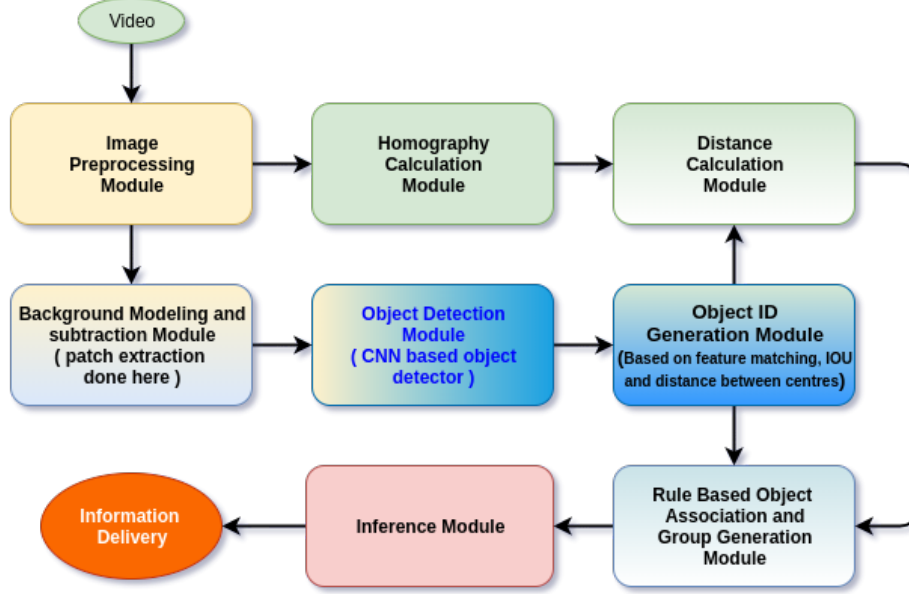 Video
Image
Preprocessing
Module
Homography
Calculation
Module
Distance
Calculation
Module
Background Modeling and
subtraction Module
( patch extraction
done here )
Object Detection
Module
( CNN based object
detector )
Object ID
Generation Module
(Based on feature matching, IOU
and distance between centres)
Information
Delivery
Inference Module
Rule Based Object
Association and
Group Generation
Module